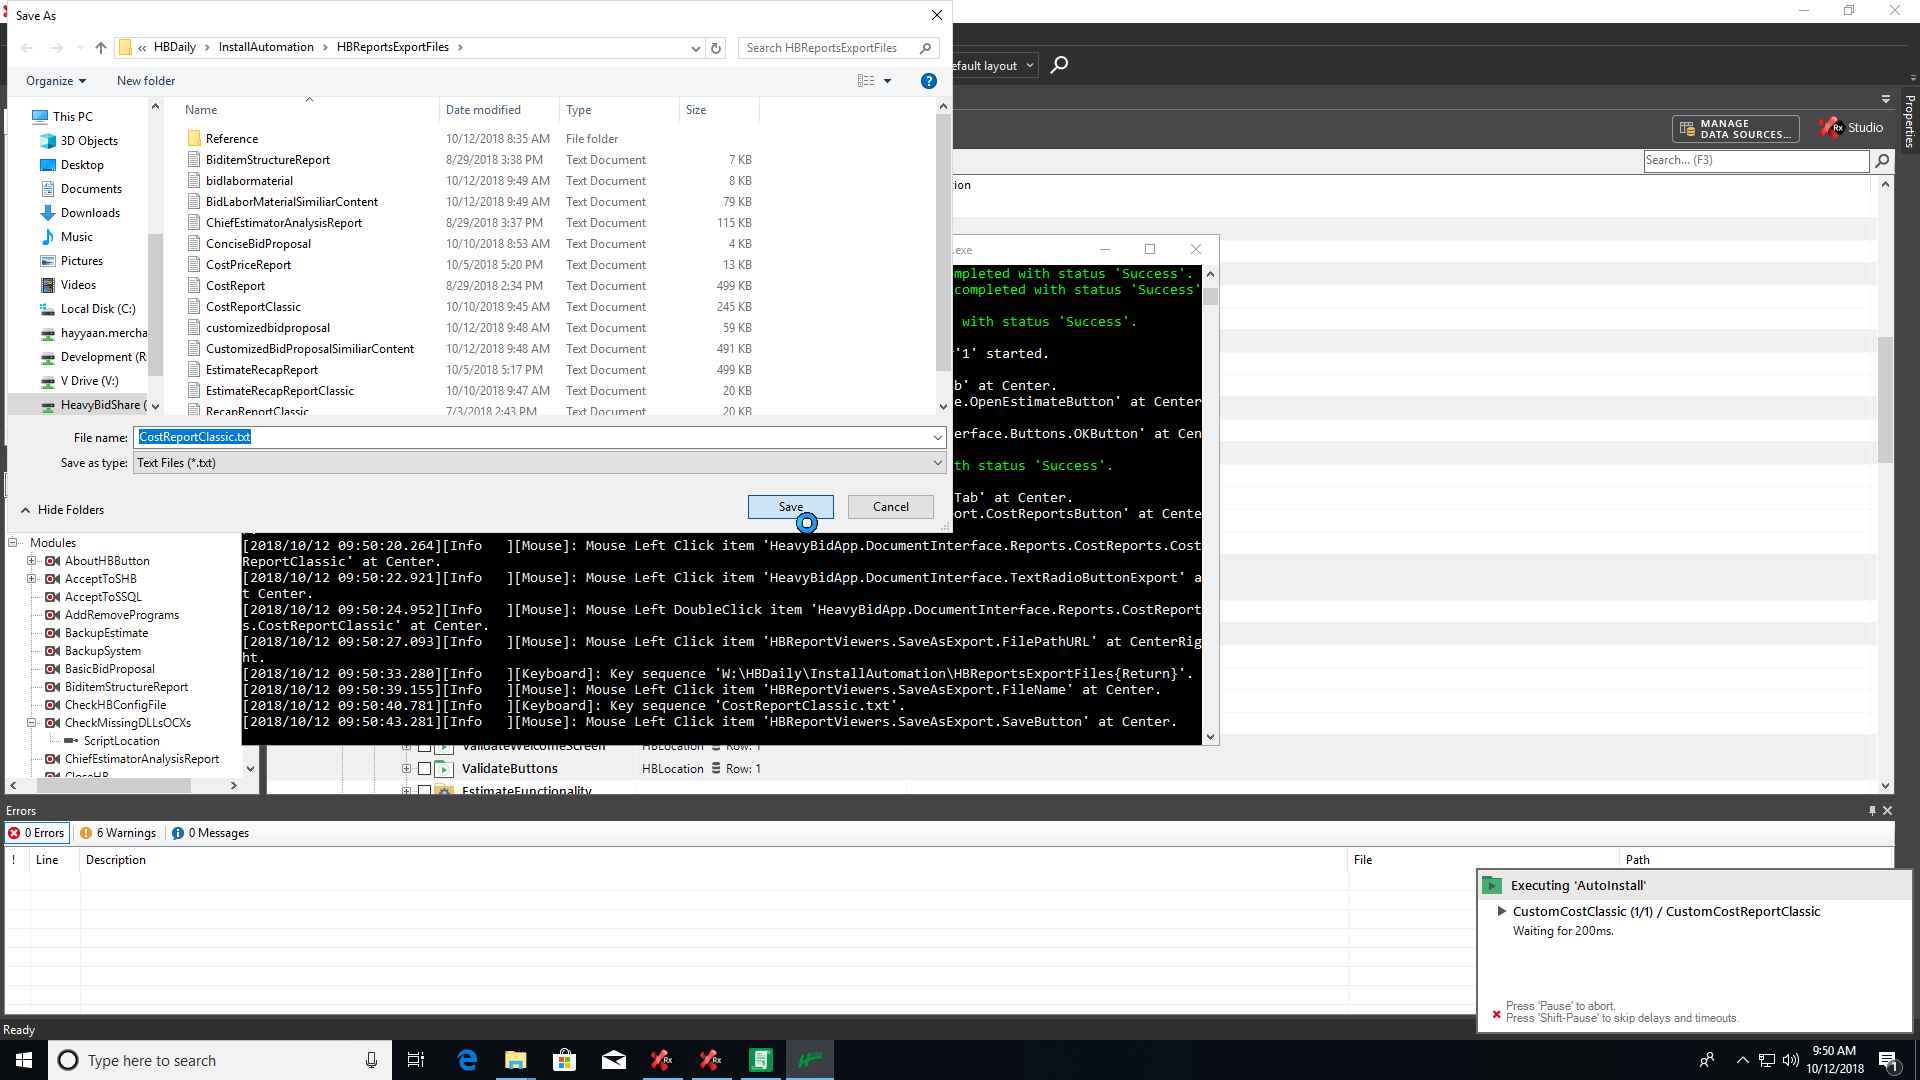 Save As
« HBDaily › InstallAutomation › HBReportsExportFiles ›
Search HBReportsExportFiles
Organize
New folder
Name Date modified Type Size
This PC
3D Objects
Desktop
Documents
Downloads
Music
Pictures
Videos
Local Disk (C:)
hayyaan.mercha
Development (R
V Drive (V:)
HeavyBidShare (
Reference 10/12/2018 8:35 AM File folder
BiditemStructureReport 8/29/2018 3:38 PM Text Document 7 KB
bidlabormaterial 10/12/2018 9:49 AM Text Document 8 KB
BidLaborMaterialSimiliarContent 10/12/2018 9:49 AM Text Document 79 KB
ChiefEstimatorAnalysisReport 8/29/2018 3:37 PM Text Document 115 KB
ConciseBidProposal 10/10/2018 8:53 AM Text Document 4 KB
CostPriceReport 10/5/2018 5:20 PM Text Document 13 KB
CostReport 8/29/2018 2:34 PM Text Document 499 KB
CostReportClassic 10/10/2018 9:45 AM Text Document 245 KB
customizedbidproposal 10/12/2018 9:48 AM Text Document 59 KB
CustomizedBidProposalSimiliarContent 10/12/2018 9:48 AM Text Document 491 KB
EstimateRecapReport 10/5/2018 5:17 PM Text Document 499 KB
EstimateRecapReportClassic 10/10/2018 9:47 AM Text Document 20 KB
RecapReportClassic 7/3/2018 2:43 PM Text Document 20 KB
File name: CostReportClassic.txt
Save as type: Text Files (*.txt)
Hide Folders
Save
Cancel
efault layout
MANAGE
DATA SOURCES...
Rx Studio
Properties
Search... (F3)
tion
.exe
mpleted with status 'Success'.
completed with status 'Success'
with status 'Success'.
'1' started.
b' at Center.
e.OpenEstimateButton' at Center
erface.Buttons.OKButton' at Cen
th status 'Success'.
Tab' at Center.
ort.CostReportsButton' at Cente
[2018/10/12 09:50:20.264][Info ][Mouse]: Mouse Left Click item 'HeavyBidApp.DocumentInterface.Reports.CostReports.Cost
ReportClassic' at Center.
[2018/10/12 09:50:22.921][Info ][Mouse]: Mouse Left Click item 'HeavyBidApp.DocumentInterface.TextRadioButtonExport' a
t Center.
[2018/10/12 09:50:24.952][Info ][Mouse]: Mouse Left DoubleClick item 'HeavyBidApp.DocumentInterface.Reports.CostReport
s.CostReportClassic' at Center.
[2018/10/12 09:50:27.093][Info ][Mouse]: Mouse Left Click item 'HBReportViewers.SaveAsExport.FilePathURL' at CenterRig
ht.
[2018/10/12 09:50:33.280][Info ][Keyboard]: Key sequence 'W:\HBDaily\InstallAutomation\HBReportsExportFiles{Return}'.
[2018/10/12 09:50:39.155][Info ][Mouse]: Mouse Left Click item 'HBReportViewers.SaveAsExport.FileName' at Center.
[2018/10/12 09:50:40.781][Info ][Keyboard]: Key sequence 'CostReportClassic.txt'.
[2018/10/12 09:50:43.281][Info ][Mouse]: Mouse Left Click item 'HBReportViewers.SaveAsExport.SaveButton' at Center.
Modules
AboutHBButton
AcceptToSHB
AcceptToSSQL
AddRemovePrograms
BackupEstimate
BackupSystem
BasicBidProposal
BiditemStructureReport
CheckHBConfigFile
CheckMissingDLLsOCXs
ScriptLocation
ChiefEstimatorAnalysisReport
CloseHB
ValidateWelcomeScreen HBLocation Row: 1
ValidateButtons HBLocation Row: 1
EstimateFunctionality
Errors
0 Errors 6 Warnings 0 Messages
! Line Description File Path
Executing 'AutoInstall'
CustomCostClassic (1/1) / CustomCostReportClassic
Waiting for 200ms.
Press 'Pause' to abort.
Press 'Shift-Pause' to skip delays and timeouts.
Ready
Type here to search
9:50 AM
10/12/2018
1